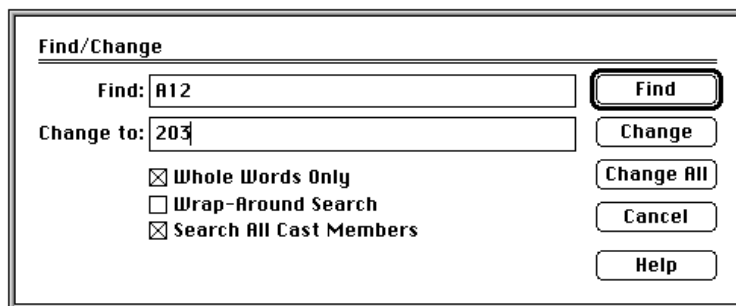 Find/Change
Find: A12 Find
Change to: 203 Change
Whole Words Only Change All
Wrap-Around Search
Search All Cast Members Cancel
Help